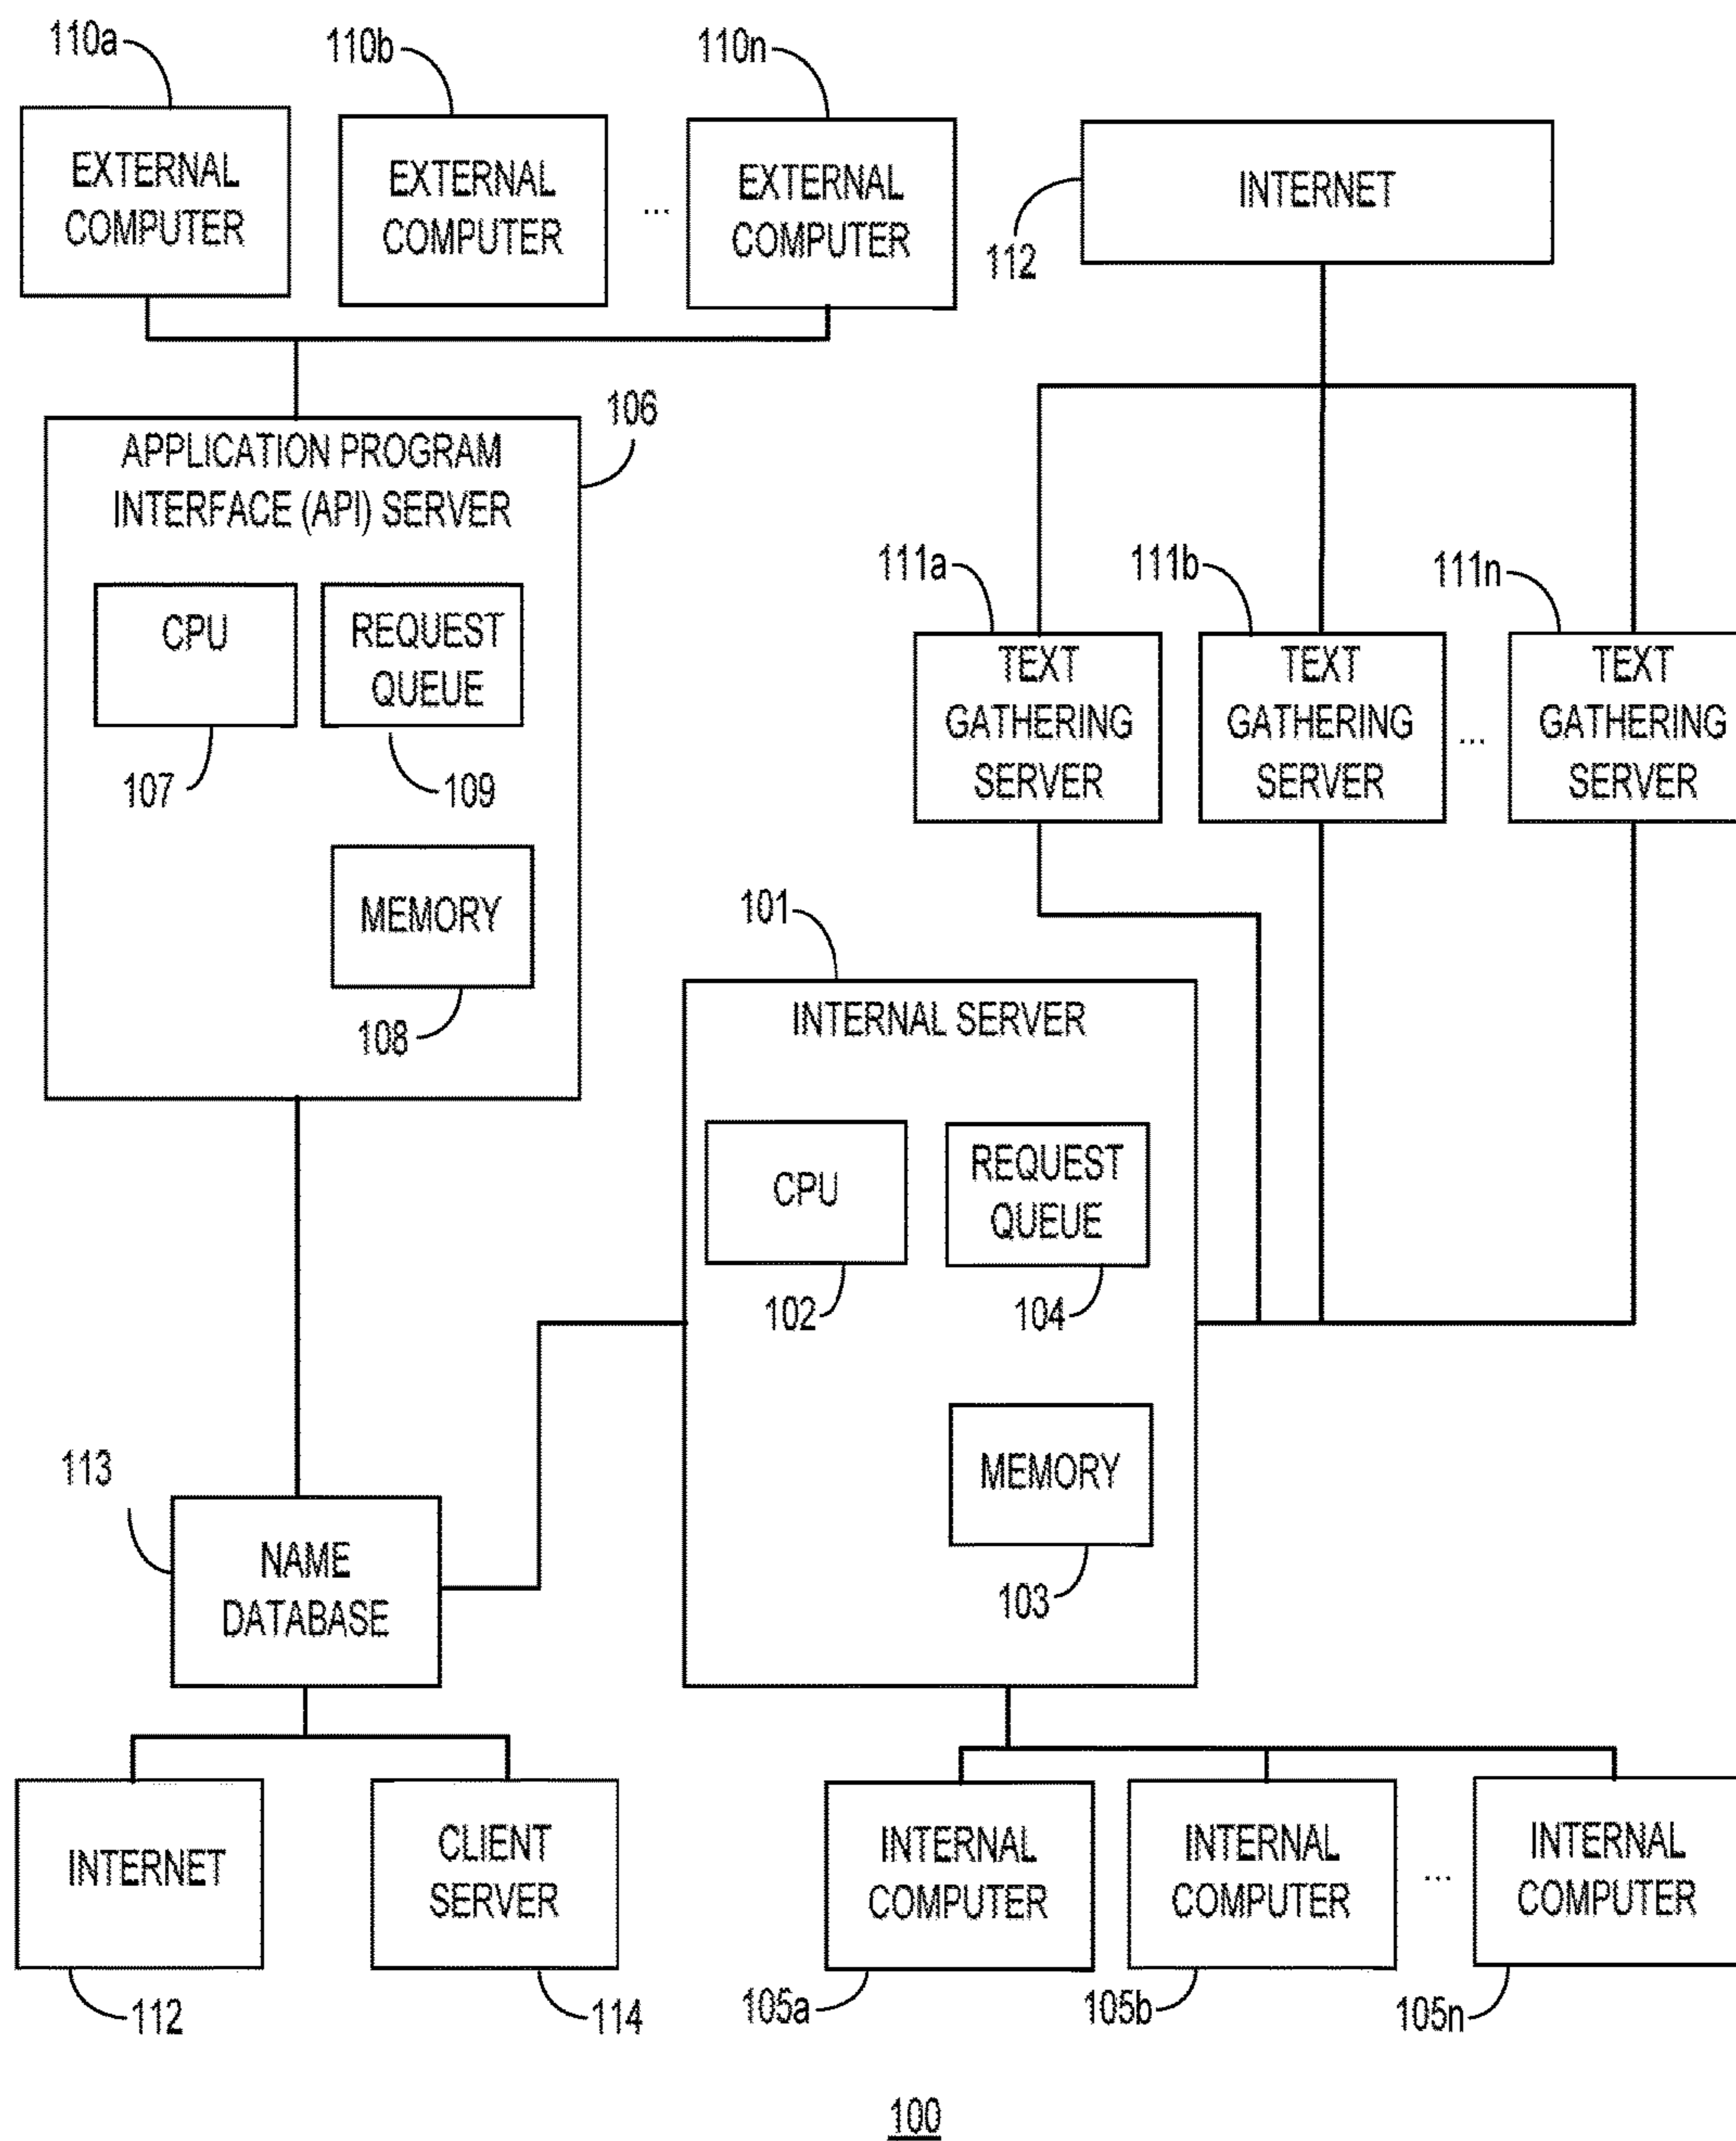 110a
110b
110n
EXTERNAL
COMPUTER
EXTERNAL
COMPUTER
...
EXTERNAL
COMPUTER
INTERNET
112
106
APPLICATION PROGRAM
INTERFACE (API) SERVER
CPU
REQUEST
QUEUE
107
109
MEMORY
108
111a
111b
111n
TEXT
GATHERING
SERVER
TEXT
GATHERING
SERVER
...
TEXT
GATHERING
SERVER
101
INTERNAL SERVER
CPU
REQUEST
QUEUE
102
104
MEMORY
103
113
NAME
DATABASE
INTERNET
CLIENT
SERVER
112
114
INTERNAL
COMPUTER
INTERNAL
COMPUTER
...
INTERNAL
COMPUTER
105a
105b
105n
100